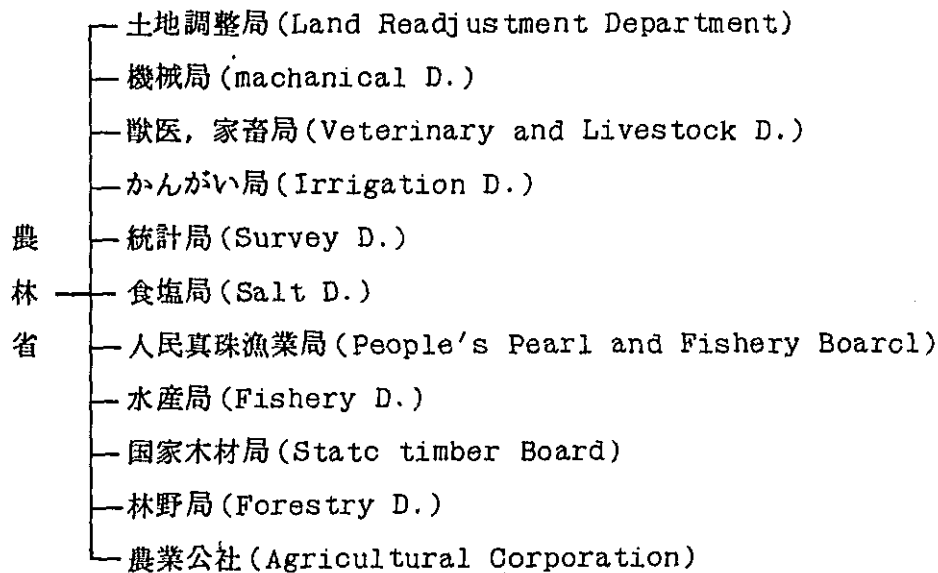 土地調整局(Land Readjustment Department)
機械局(machanical D.)
獣医, 家畜局(Veterinary and Livestock D.)
かんがい局(Irrigation D.)
農林省
統計局(Survey D.)
食塩局(Salt D.)
人民真珠漁業局(People's Pearl and Fishery Boarcl)
水産局(Fishery D.)
国家木材局(Statc timber Board)
林野局(Forestry D.)
農業公社(Agricultural Corporation)